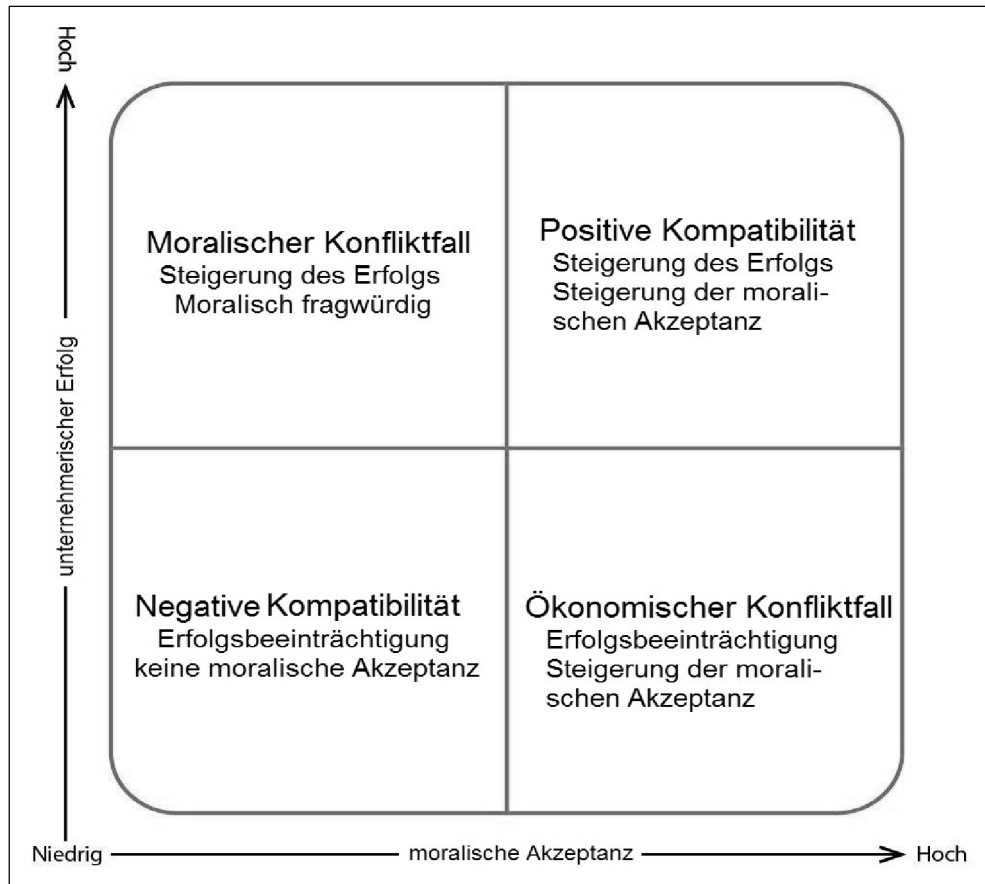 Hoch
unternehmerischer Erfolg
Moralischer Konfliktfall
Steigerung des Erfolgs
Moralisch fragwürdig
Positive Kompatibilität
Steigerung des Erfolgs
Steigerung der morali-
schen Akzeptanz
Negative Kompatibilität
Erfolgsbeeinträchtigung
keine moralische Akzeptanz
Ökonomischer Konfliktfall
Erfolgsbeeinträchtigung
Steigerung der morali-
schen Akzeptanz
Niedrig
moralische Akzeptanz
Hoch